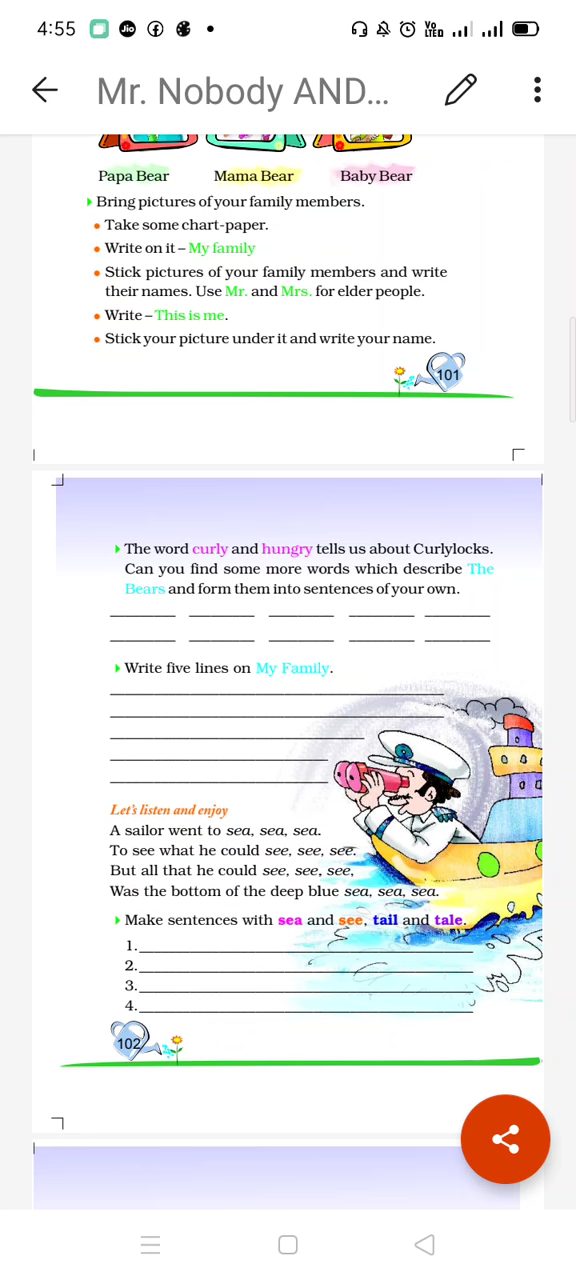 4:55
Jio
Vo
LTED
Mr. Nobody AND...
Papa Bear Mama Bear Baby Bear
Bring pictures of your family members.
• Take some chart-paper.
• Write on it – My family
• Stick pictures of your family members and write
their names. Use Mr. and Mrs. for elder people.
• Write – This is me.
• Stick your picture under it and write your name.
101
The word curly and hungry tells us about Curlylocks.
Can you find some more words which describe The
Bears and form them into sentences of your own.
Write five lines on My Family.
Let's listen and enjoy
A sailor went to sea, sea, sea.
To see what he could see, see, see.
But all that he could see, see, see,
Was the bottom of the deep blue sea, sea, sea.
Make sentences with sea and see, tail and tale.
1.
2.
3.
4.
102